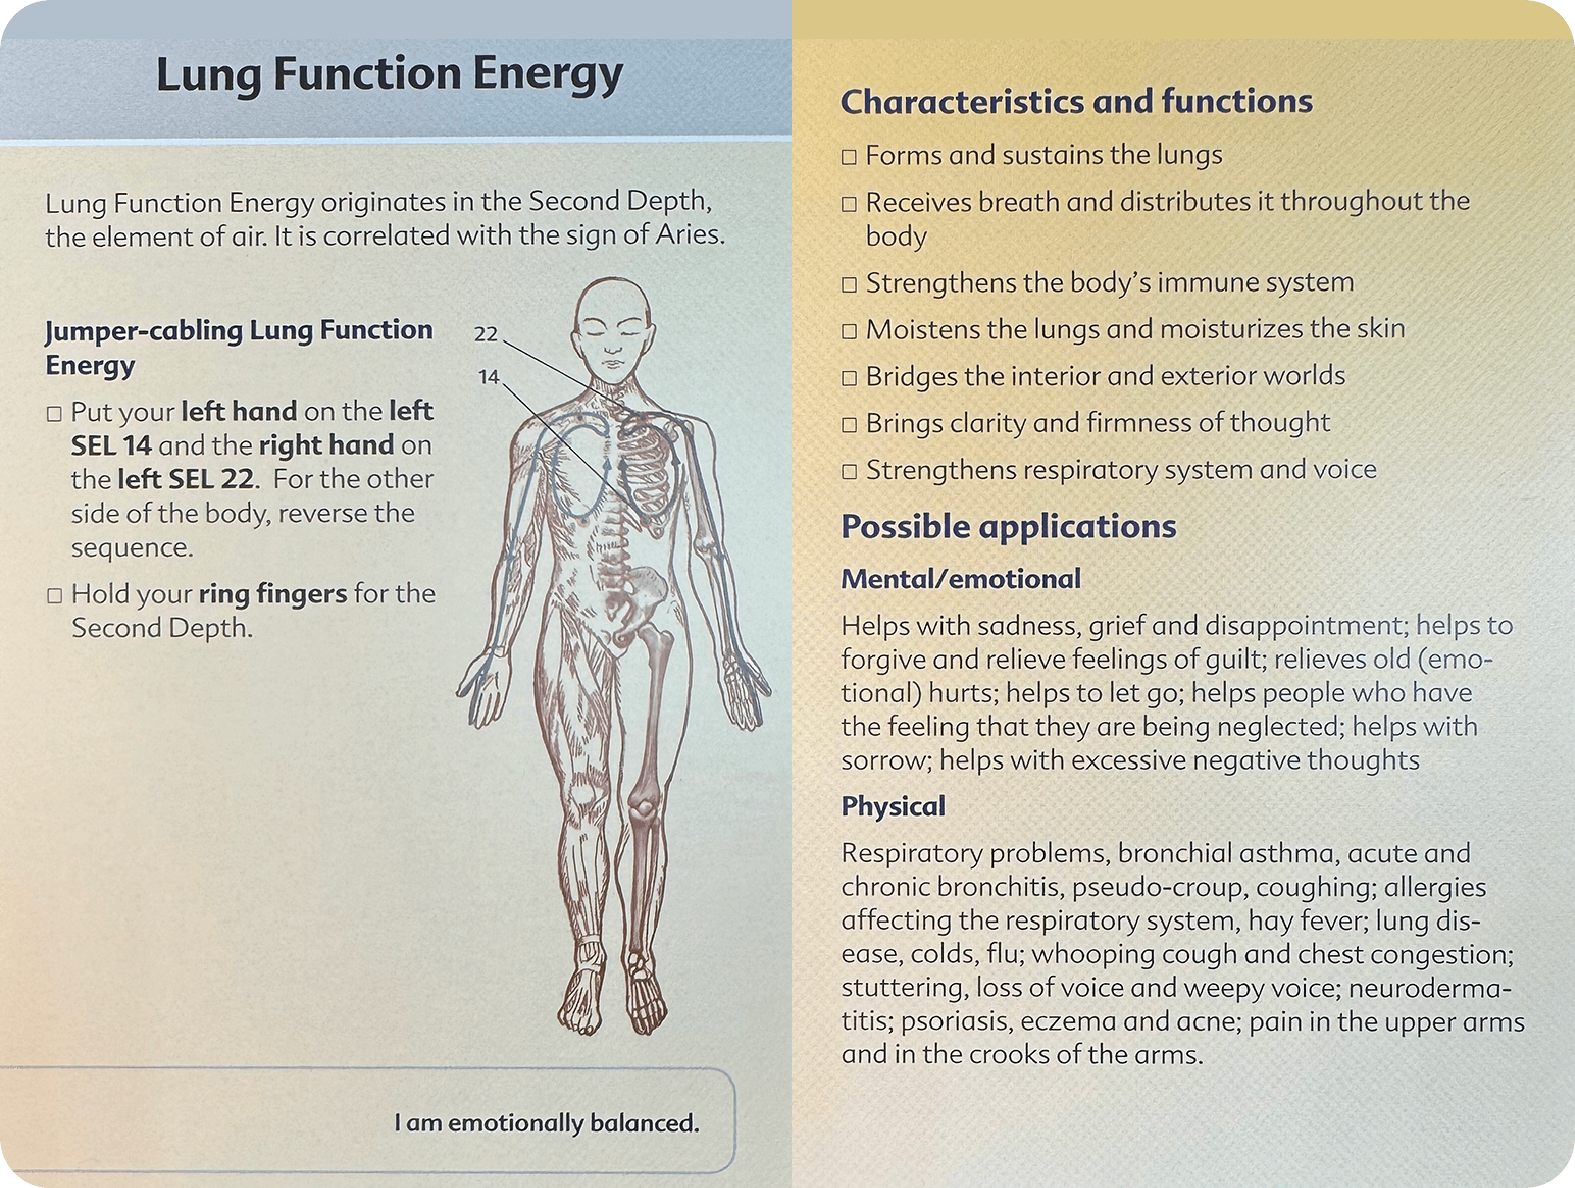 Lung Function Energy
Lung Function Energy originates in the Second Depth,
the element of air. It is correlated with the sign of Aries.
Jumper-cabling Lung Function
Energy
□ Put your left hand on the left
SEL 14 and the right hand on
the left SEL 22. For the other
side of the body, reverse the
sequence.
□ Hold your ring fingers for the
Second Depth.
22
14
I am emotionally balanced.
Characteristics and functions
□ Forms and sustains the lungs
□ Receives breath and distributes it throughout the
body
□ Strengthens the body's immune system
□ Moistens the lungs and moisturizes the skin
□ Bridges the interior and exterior worlds
□ Brings clarity and firmness of thought
□ Strengthens respiratory system and voice
Possible applications
Mental/emotional
Helps with sadness, grief and disappointment; helps to
forgive and relieve feelings of guilt; relieves old (emo-
tional) hurts; helps to let go; helps people who have
the feeling that they are being neglected; helps with
sorrow; helps with excessive negative thoughts
Physical
Respiratory problems, bronchial asthma, acute and
chronic bronchitis, pseudo-croup, coughing; allergies
affecting the respiratory system, hay fever; lung dis-
ease, colds, flu; whooping cough and chest congestion;
stuttering, loss of voice and weepy voice; neuroderma-
titis; psoriasis, eczema and acne; pain in the upper arms
and in the crooks of the arms.